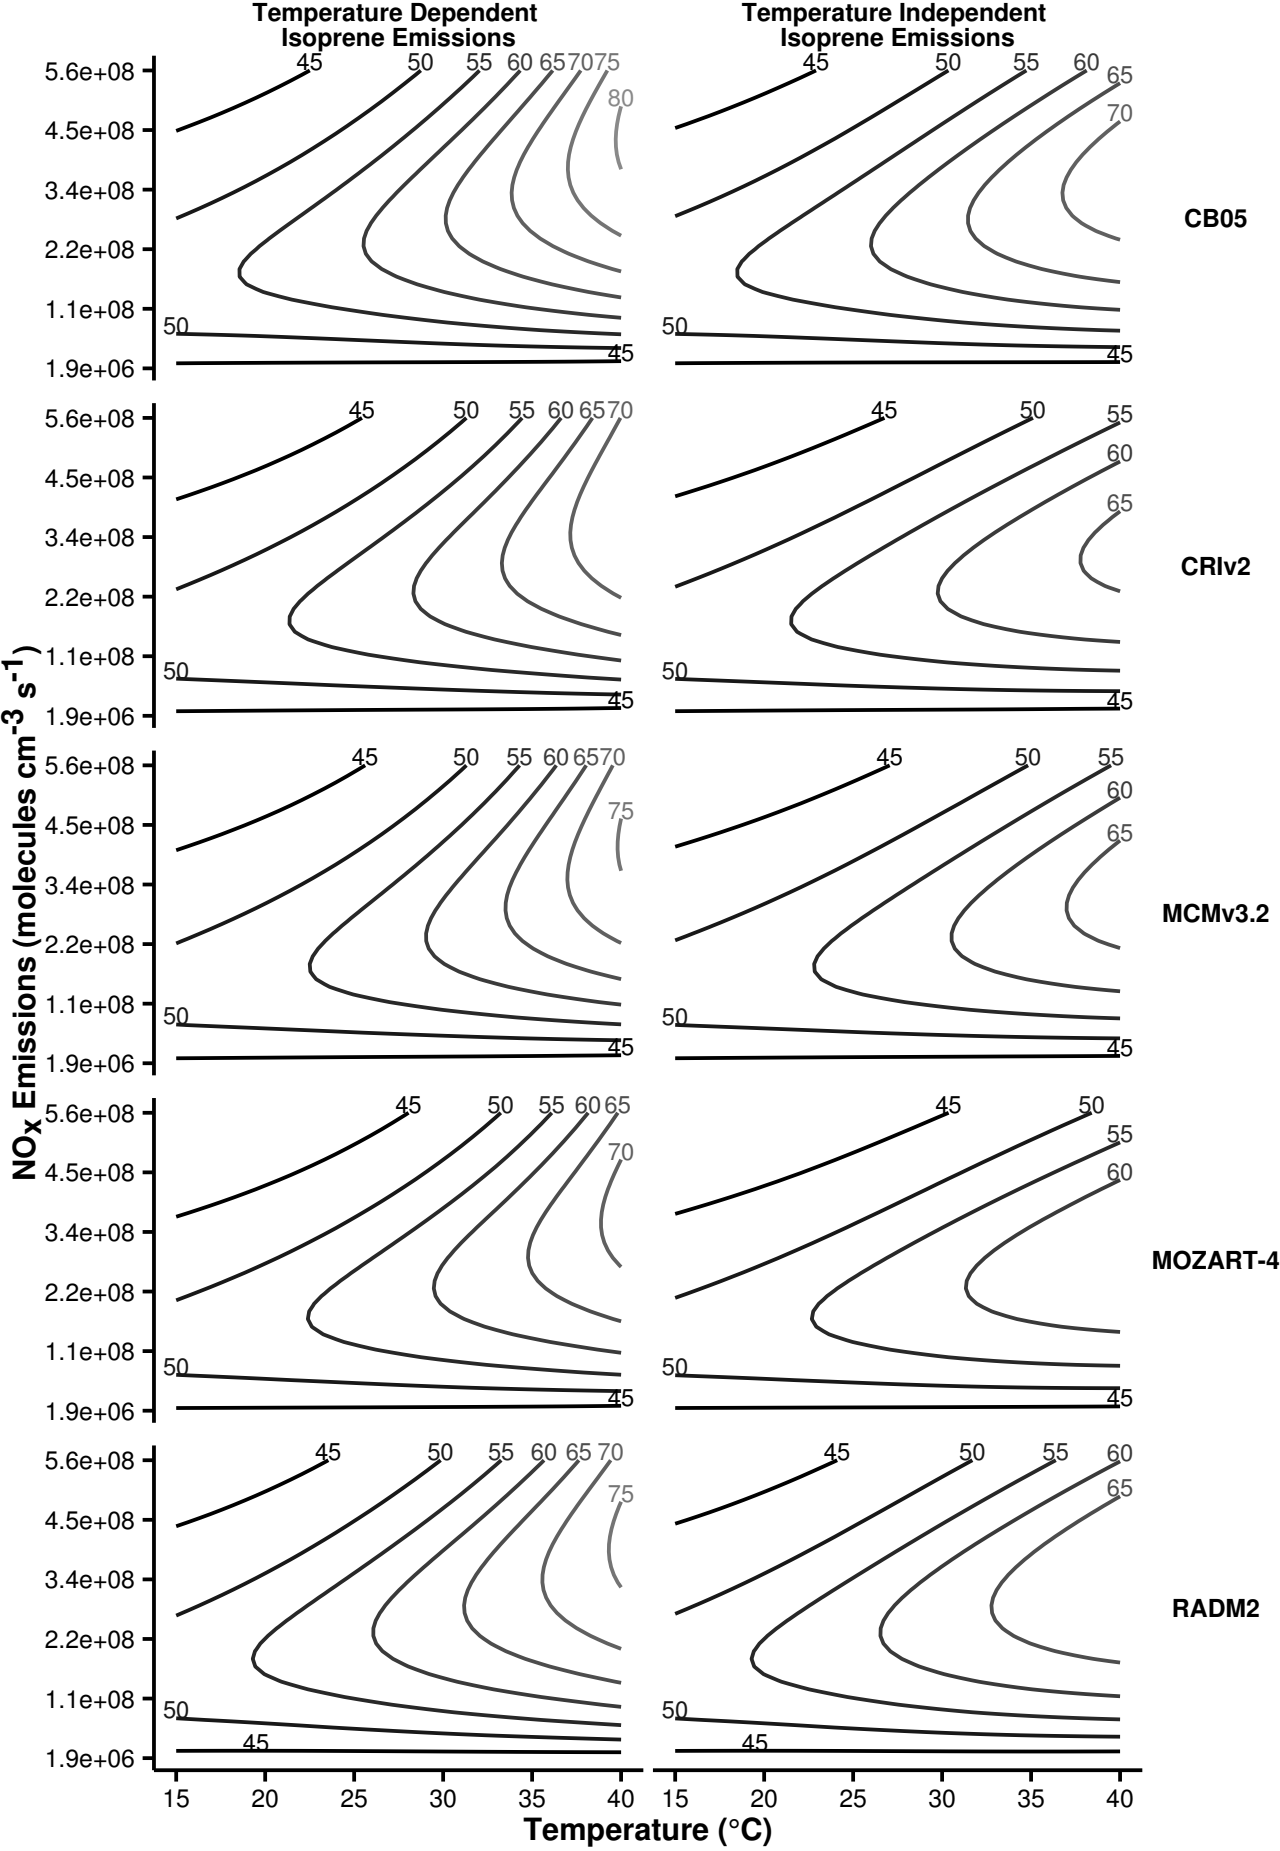 Temperature Dependent
Isoprene Emissions
Temperature Independent
Isoprene Emissions
NOx Emissions (molecules cm-3 s-1)
5.6e+08
4.5e+08
3.4e+08
2.2e+08
1.1e+08
1.9e+06
45 50 55 60 65 70 75
80
50
45
45 50 55 60
65
70
50
45
CB05
5.6e+08
4.5e+08
3.4e+08
2.2e+08
1.1e+08
1.9e+06
45 50 55 60 65 70
50
45
45 50 55
60
65
50
45
CRIv2
5.6e+08
4.5e+08
3.4e+08
2.2e+08
1.1e+08
1.9e+06
45 50 55 60 65 70
75
50
45
45 50 55
60
65
50
45
MCMv3.2
5.6e+08
4.5e+08
3.4e+08
2.2e+08
1.1e+08
1.9e+06
45 50 55 60 65
70
50
45
45 50
55
60
50
45
MOZART-4
5.6e+08
4.5e+08
3.4e+08
2.2e+08
1.1e+08
1.9e+06
45 50 55 60 65 70
75
50
45
45 50 55 60
65
50
45
RADM2
15 20 25 30 35 40
15 20 25 30 35 40
Temperature (°C)